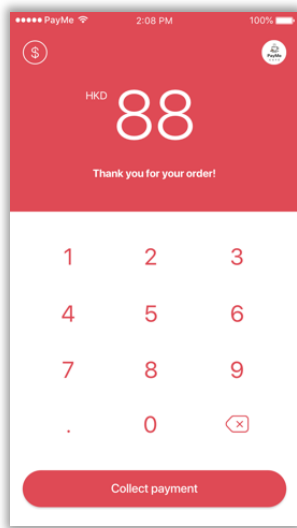 PayMe 2:08 PM 100%
$
PayMe
HKD 88
Thank you for your order!
1 2 3
4 5 6
7 8 9
. 0
Collect payment